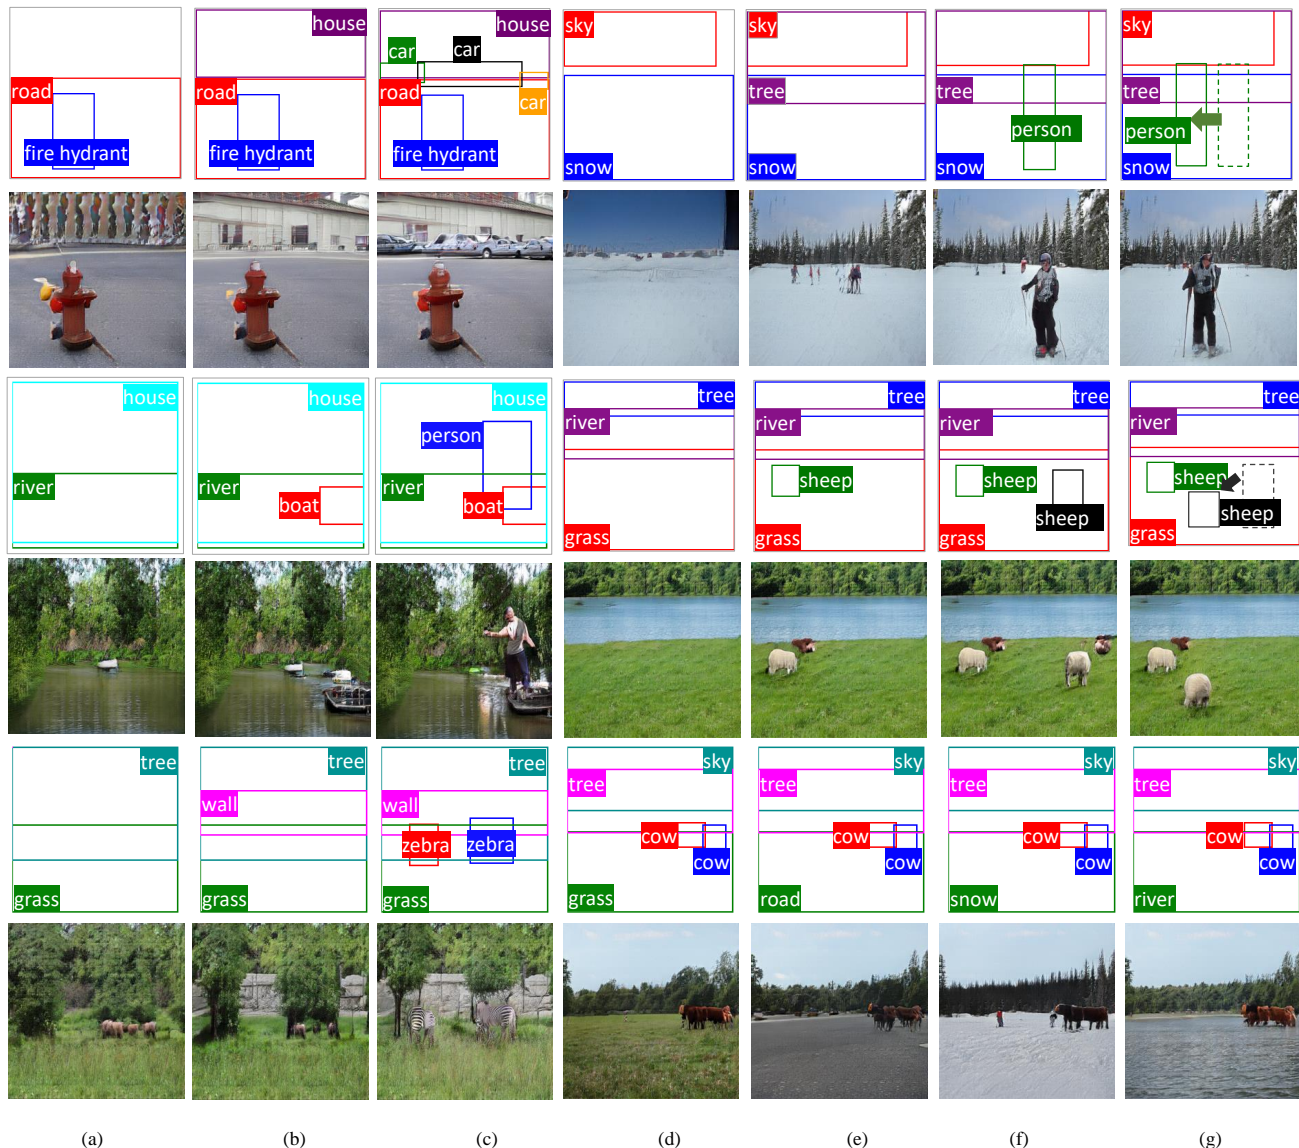 house
house
sky
sky
sky
car
car
road
road
road
car
tree
tree
tree
person
person
fire hydrant
fire hydrant
fire hydrant
snow
snow
snow
snow
house
house
house
tree
tree
tree
tree
river
river
river
river
person
river
river
river
sheep
sheep
sheep
boat
boat
sheep
sheep
grass
grass
grass
grass
tree
tree
tree
sky
sky
sky
sky
wall
wall
tree
tree
tree
tree
zebra
zebra
cow
cow
cow
cow
cow
cow
cow
cow
grass
grass
grass
grass
road
snow
river
(a) (b) (c) (d) (e) (f) (g)